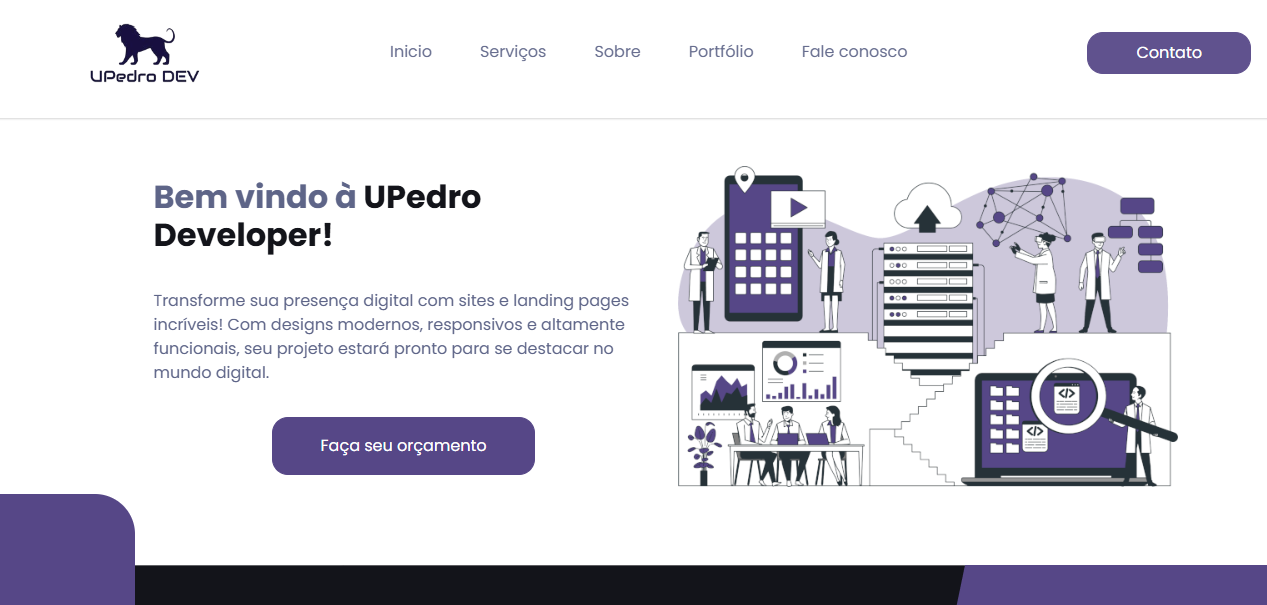 UPedro DEV
Inicio Serviços Sobre Portfólio Fale conosco
Contato
Bem vindo à UPedro
Developer!
Transforme sua presença digital com sites e landing pages
incríveis! Com designs modernos, responsivos e altamente
funcionais, seu projeto estará pronto para se destacar no
mundo digital.
Faça seu orçamento